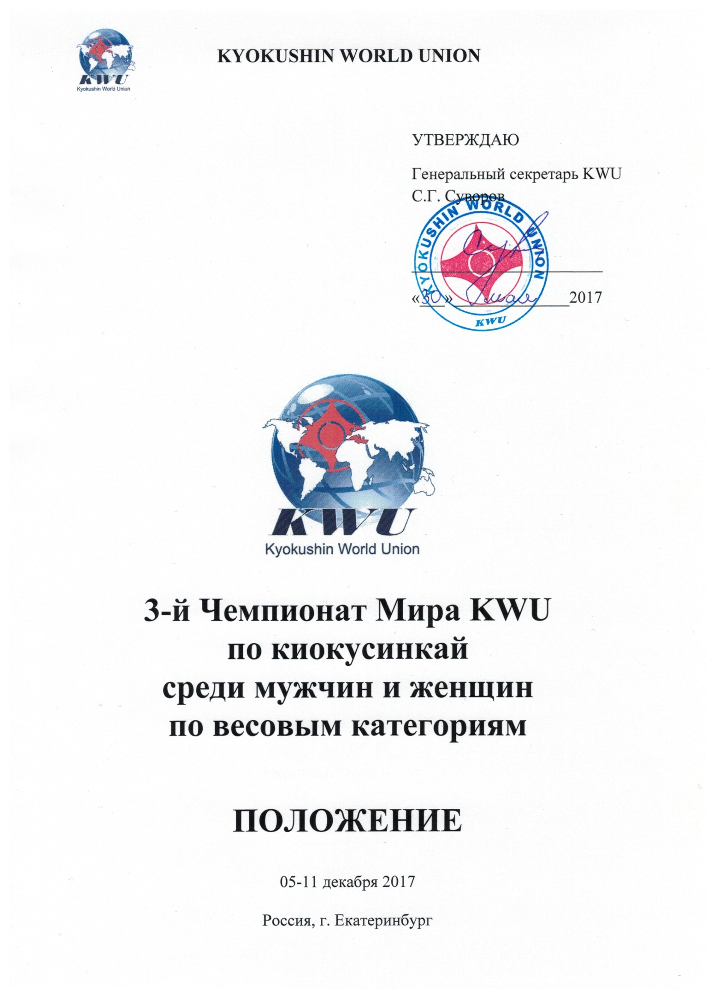 KWU
Kyokushin World Union
KYOKUSHIN WORLD UNION
УТВЕРЖДАЮ
Генеральный секретарь KWU
С.Г. Суворов
KYOKUSHIN WORLD UNION
KWU
«30» 2017
KWU
Kyokushin World Union
3-й Чемпионат Мира KWU
по киокусинкай
среди мужчин и женщин
по весовым категориям
ПОЛОЖЕНИЕ
05-11 декабря 2017
Россия, г. Екатеринбург